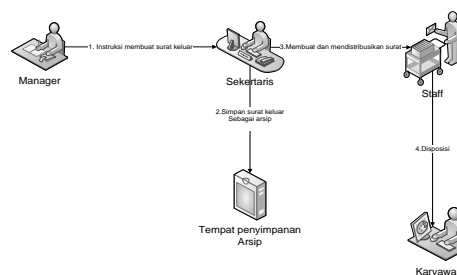 1. Instruksi membuat surat keluar
3.Membuat dan mendistribusikan surat
Manager
Sekertaris
Staff
2.Simpan surat keluar
Sebagai arsip
4.Disposisi
Tempat penyimpanan
Arsip
Karyawa